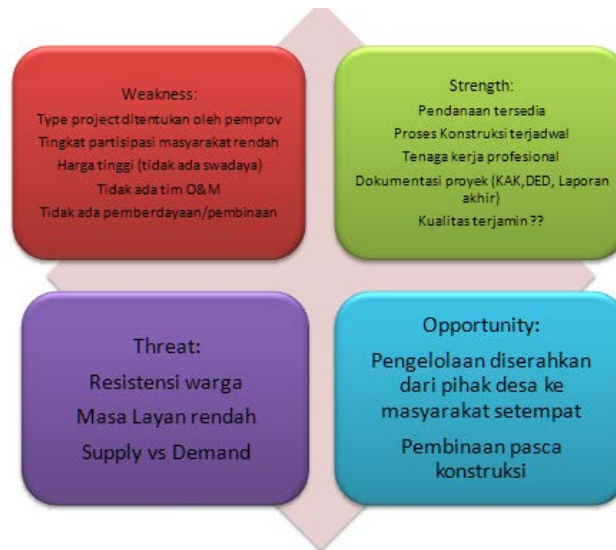 Weakness:
Type project ditentukan oleh pemprov
Tingkat partisipasi masyarakat rendah
Harga tinggi (tidak ada swadaya)
Tidak ada tim O&M
Tidak ada pemberdayaan/pembinaan
Strength:
Pendanaan tersedia
Proses Konstruksi terjadwal
Tenaga kerja profesional
Dokumentasi proyek (KAK,DED, Laporan
akhir)
Kualitas terjamin ??
Threat:
Resistensi warga
Masa Layan rendah
Supply vs Demand
Opportunity:
Pengelolaan diserahkan
dari pihak desa ke
masyarakat setempat
Pembinaan pasca
konstruksi